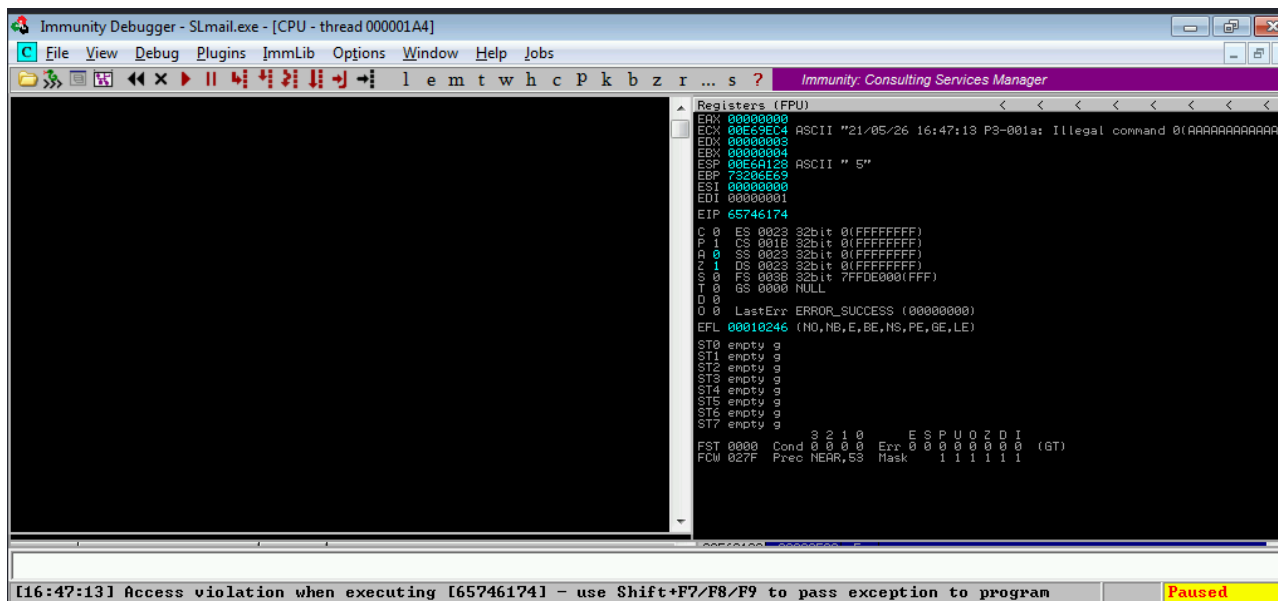 Immunity Debugger - SLmail.exe - [CPU - thread 000001A4]
C File View Debug Plugins ImmLib Options Window Help Jobs
l e m t w h c P k b z r ... s ? Immunity: Consulting Services Manager
Registers (FPU) < < < < < < < <
EAX 00000000
ECX 00E69EC4 ASCII "21/05/26 16:47:13 P3-001a: Illegal command 0(AAAAAAAAAAAA
EDX 00000003
EBX 00000004
ESP 00E6A128 ASCII " 5"
EBP 73206E69
ESI 00000000
EDI 00000001
EIP 65746174
C 0 ES 0023 32bit 0(FFFFFFFF)
P 1 CS 001B 32bit 0(FFFFFFFF)
A 0 SS 0023 32bit 0(FFFFFFFF)
Z 1 DS 0023 32bit 0(FFFFFFFF)
S 0 FS 003B 32bit 7FFDE000(FFF)
T 0 GS 0000 NULL
D 0
O 0 LastErr ERROR_SUCCESS (00000000)
EFL 00010246 (NO,NB,E,BE,NS,PE,GE,LE)
ST0 empty g
ST1 empty g
ST2 empty g
ST3 empty g
ST4 empty g
ST5 empty g
ST6 empty g
ST7 empty g
3 2 1 0 E S P U O Z D I
FST 0000 Cond 0 0 0 0 Err 0 0 0 0 0 0 0 0 (GT)
FCW 027F Prec NEAR,53 Mask 1 1 1 1 1 1
[16:47:13] Access violation when executing [65746174] - use Shift+F7/F8/F9 to pass exception to program
Paused